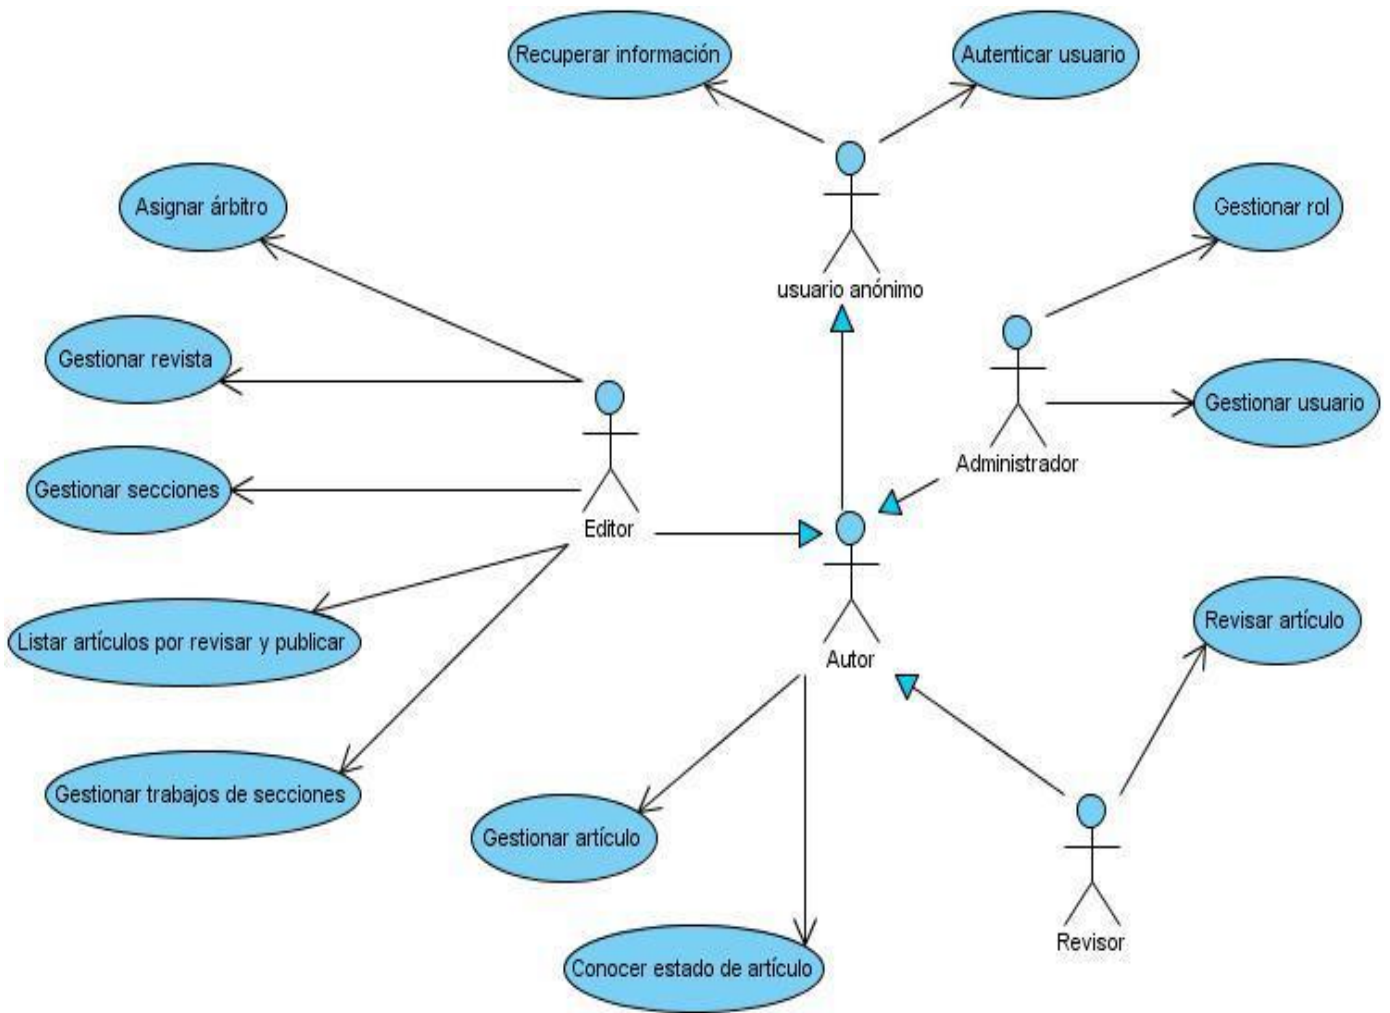 Recuperar información
Autenticar usuario
Asignar árbitro
Gestionar rol
usuario anónimo
Gestionar revista
Gestionar usuario
Administrador
Gestionar secciones
Editor
Revisar artículo
Listar artículos por revisar y publicar
Autor
Gestionar trabajos de secciones
Gestionar artículo
Revisor
Conocer estado de artículo